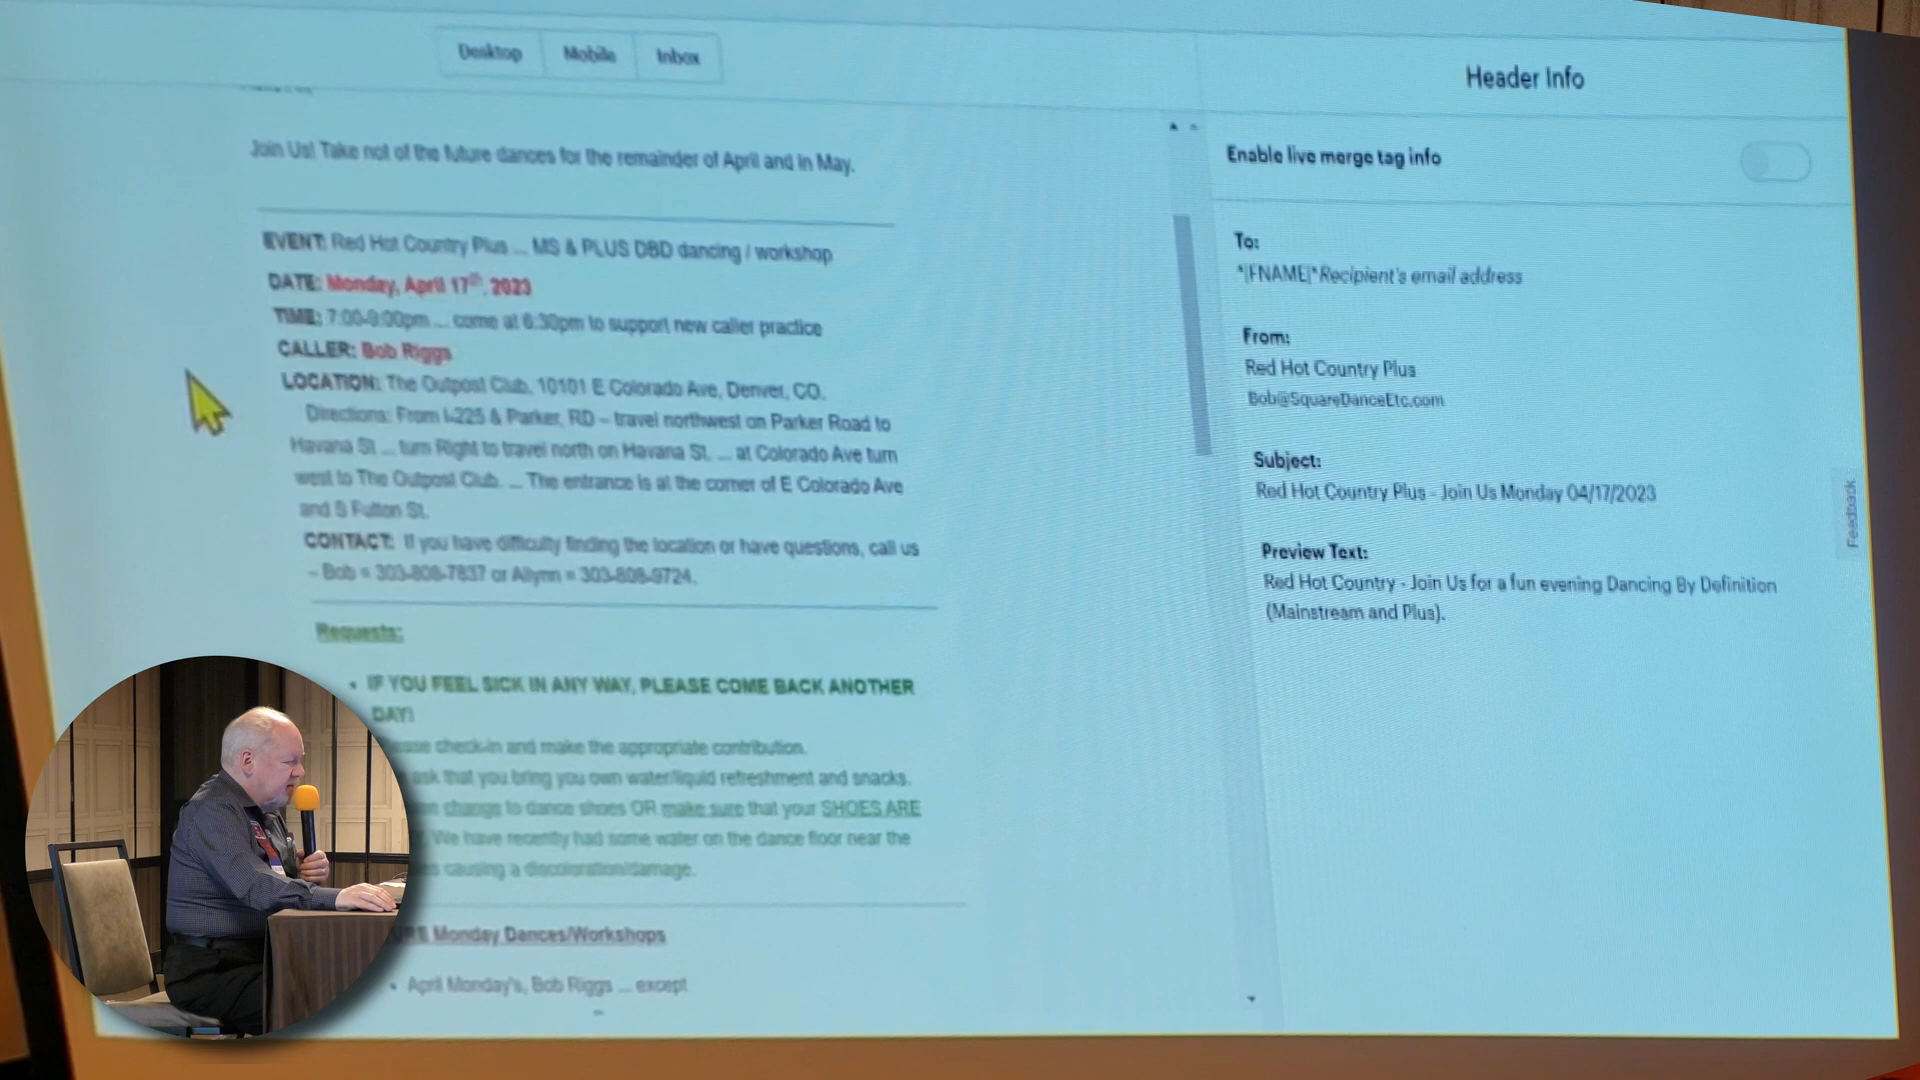 Desktop Mobile Inbox
Header Info
Join Us! Take not of the future dances for the remainder of April and in May.
EVENT: Red Hot Country Plus ... MS & PLUS DBD dancing / workshop
DATE: Monday, April 17th, 2023
TIME: 7:00-9:00pm ... come at 6:30pm to support new caller practice
CALLER: Bob Riggs
LOCATION: The Outpost Club, 10101 E Colorado Ave, Denver, CO.
Directions: From I-225 & Parker, RD – travel northwest on Parker Road to
Havana St ... turn Right to travel north on Havana St. ... at Colorado Ave turn
west to The Outpost Club. ... The entrance is at the corner of E Colorado Ave
and S Fulton St.
CONTACT: If you have difficulty finding the location or have questions, call us
– Bob = 303-808-7837 or Allynn = 303-808-9724.
Requests:
• IF YOU FEEL SICK IN ANY WAY, PLEASE COME BACK ANOTHER
DAY!
ease check-in and make the appropriate contribution.
ask that you bring you own water/liquid refreshment and snacks.
change to dance shoes OR make sure that your SHOES ARE
We have recently had some water on the dance floor near the
causing a discoloration/damage.
URE Monday Dances/Workshops
• April Monday's, Bob Riggs ... except
Enable live merge tag info
To:
*|FNAME|* Recipient's email address
From:
Red Hot Country Plus
Bob@SquareDanceEtc.com
Subject:
Red Hot Country Plus - Join Us Monday 04/17/2023
Preview Text:
Red Hot Country - Join Us for a fun evening Dancing By Definition
(Mainstream and Plus).
Feedback